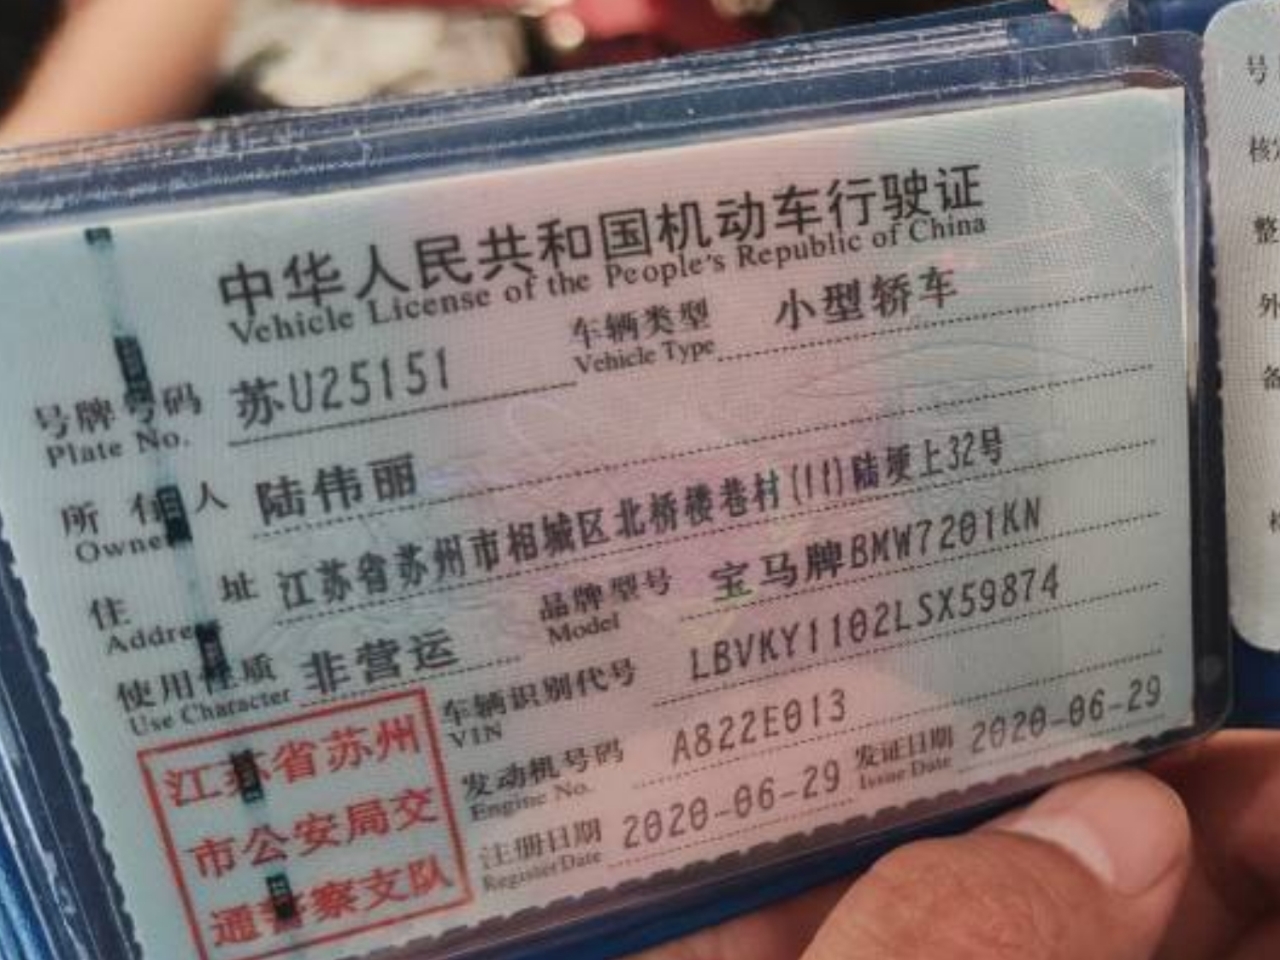 中华人民共和国机动车行驶证
Vehicle License of the People's Republic of China
号牌号码 苏U25151 车辆类型 小型轿车
Plate No. Vehicle Type
所有人 陆伟丽
Owner
住址 江苏省苏州市相城区北桥楼巷村(11)陆埂上32号
Address
使用性质 非营运 品牌型号 宝马牌BMW7201KN
Use Character Model
车辆识别代号 LBVKY1102LSX59874
VIN
发动机号码 A822E013
Engine No.
注册日期 2020-06-29 发证日期 2020-06-29
Register Date Issue Date
江苏省苏州
市公安局交
通警察支队
号
核
整
外
备